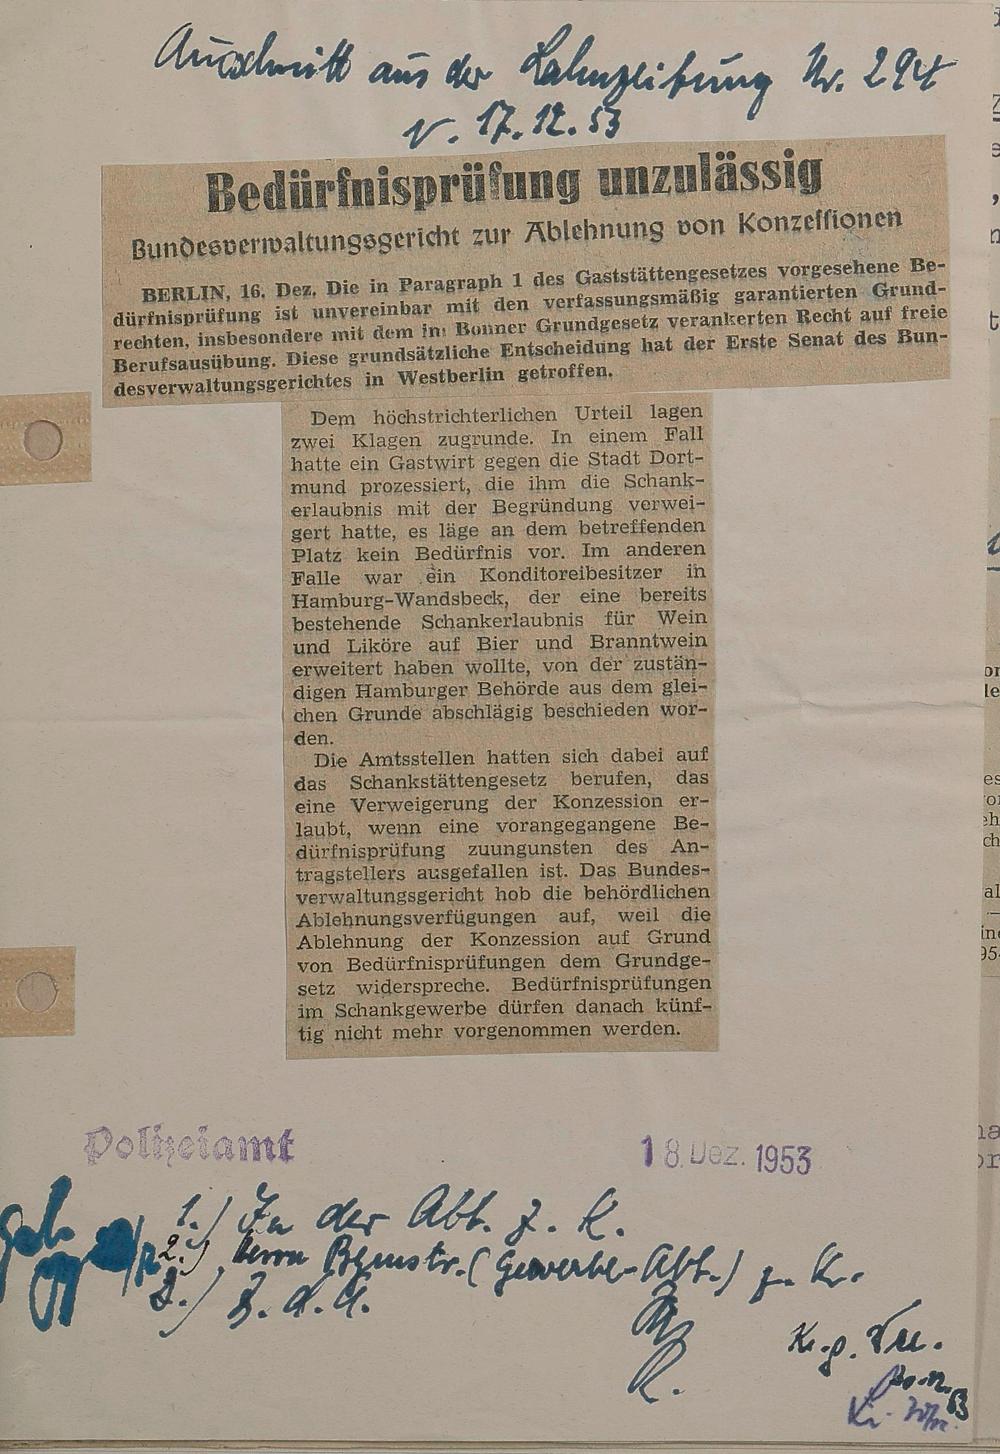 Ausschnitt aus der Lahnzeitung Nr. 294
v. 17.12.53
Bedürfnisprüfung unzulässig
Bundesverwaltungsgericht zur Ablehnung von Konzessionen
BERLIN, 16. Dez. Die in Paragraph 1 des Gaststättengesetzes vorgesehene Be-
dürfnisprüfung ist unvereinbar mit den verfassungsmäßig garantierten Grund-
rechten, insbesondere mit dem im Bonner Grundgesetz verankerten Recht auf freie
Berufsausübung. Diese grundsätzliche Entscheidung hat der Erste Senat des Bun-
desverwaltungsgerichtes in Westberlin getroffen.
Dem höchstrichterlichen Urteil lagen
zwei Klagen zugrunde. In einem Fall
hatte ein Gastwirt gegen die Stadt Dort-
mund prozessiert, die ihm die Schank-
erlaubnis mit der Begründung verwei-
gert hatte, es läge an dem betreffenden
Platz kein Bedürfnis vor. Im anderen
Falle war ein Konditoreibesitzer in
Hamburg-Wandsbeck, der eine bereits
bestehende Schankerlaubnis für Wein
und Liköre auf Bier und Branntwein
erweitert haben wollte, von der zustän-
digen Hamburger Behörde aus dem glei-
chen Grunde abschlägig beschieden wor-
den.
Die Amtsstellen hatten sich dabei auf
das Schankstättengesetz berufen, das
eine Verweigerung der Konzession er-
laubt, wenn eine vorangegangene Be-
dürfnisprüfung zuungunsten des An-
tragstellers ausgefallen ist. Das Bundes-
verwaltungsgericht hob die behördlichen
Ablehnungsverfügungen auf, weil die
Ablehnung der Konzession auf Grund
von Bedürfnisprüfungen dem Grundge-
setz widerspreche. Bedürfnisprüfungen
im Schankgewerbe dürfen danach künf-
tig nicht mehr vorgenommen werden.
Polizeiamt
18. Dez. 1953
1.) In der Abt. z. K.
2.) Herrn Bgmstr. (Gewerbe-Abt.) z. K.
3.) Z. d. A.